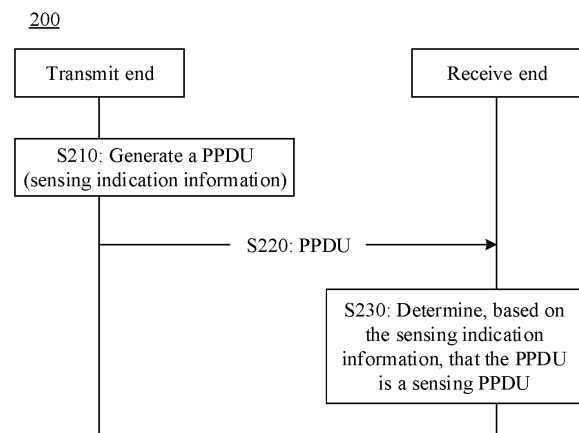 200
Transmit end
Receive end
S210: Generate a PPDU
(sensing indication information)
S220: PPDU
S230: Determine, based on
the sensing indication
information, that the PPDU
is a sensing PPDU